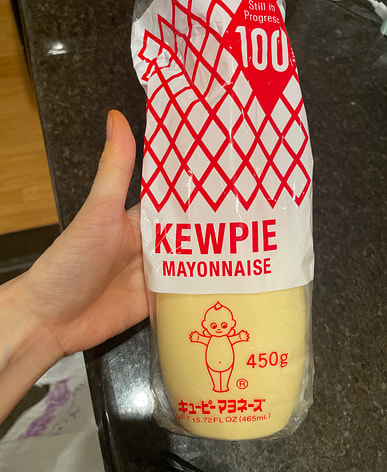 Still in
Progress
100
KEWPIE
MAYONNAISE
450g
®
キユーピー マヨネーズ
NET 15.72 FL OZ (465mL)